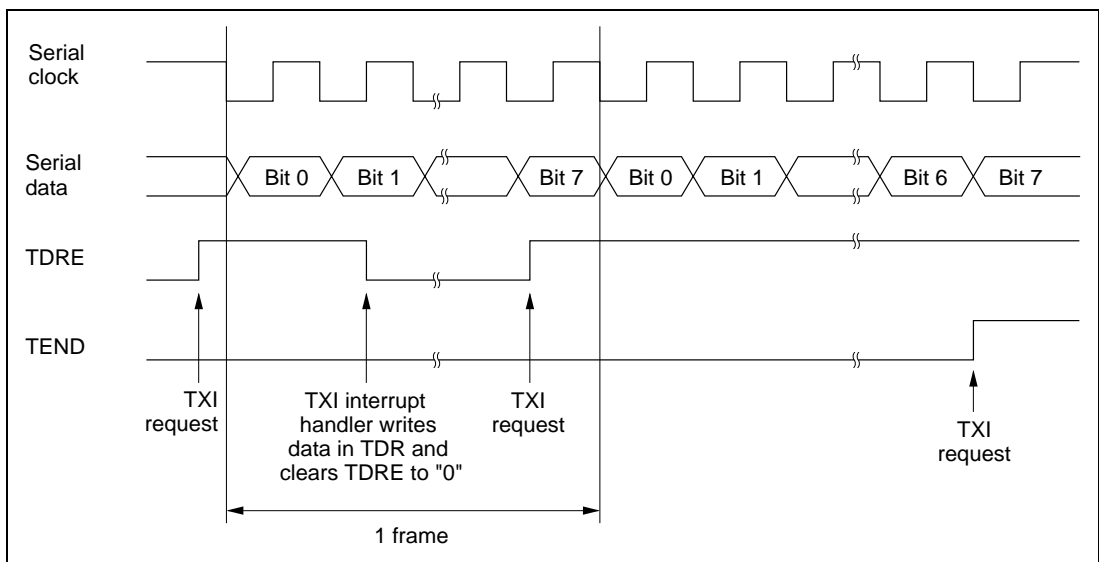 Serial
clock
Serial
data
Bit 0
Bit 1
Bit 7
Bit 0
Bit 1
Bit 6
Bit 7
TDRE
TEND
TXI
request
TXI interrupt
handler writes
data in TDR and
clears TDRE to "0"
TXI
request
TXI
request
1 frame